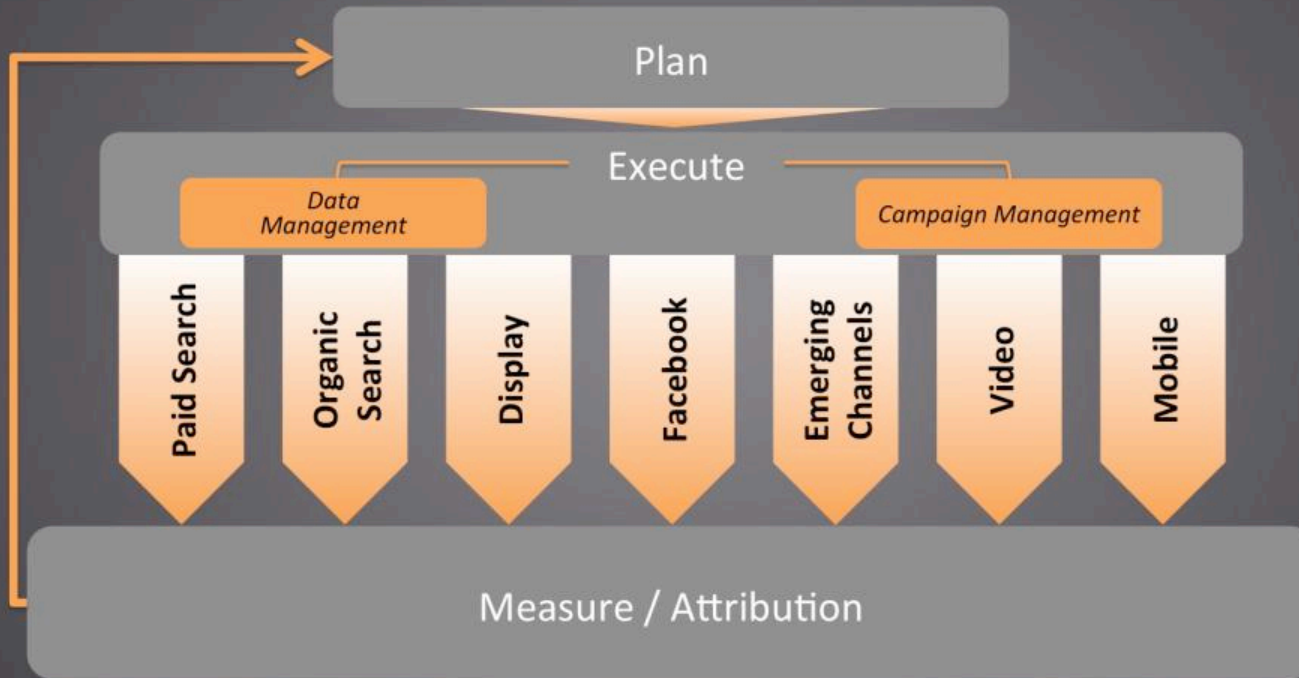 Plan
Execute
Data
Management
Campaign Management
Paid Search
Organic
Search
Display
Facebook
Emerging
Channels
Video
Mobile
Measure / Attribution